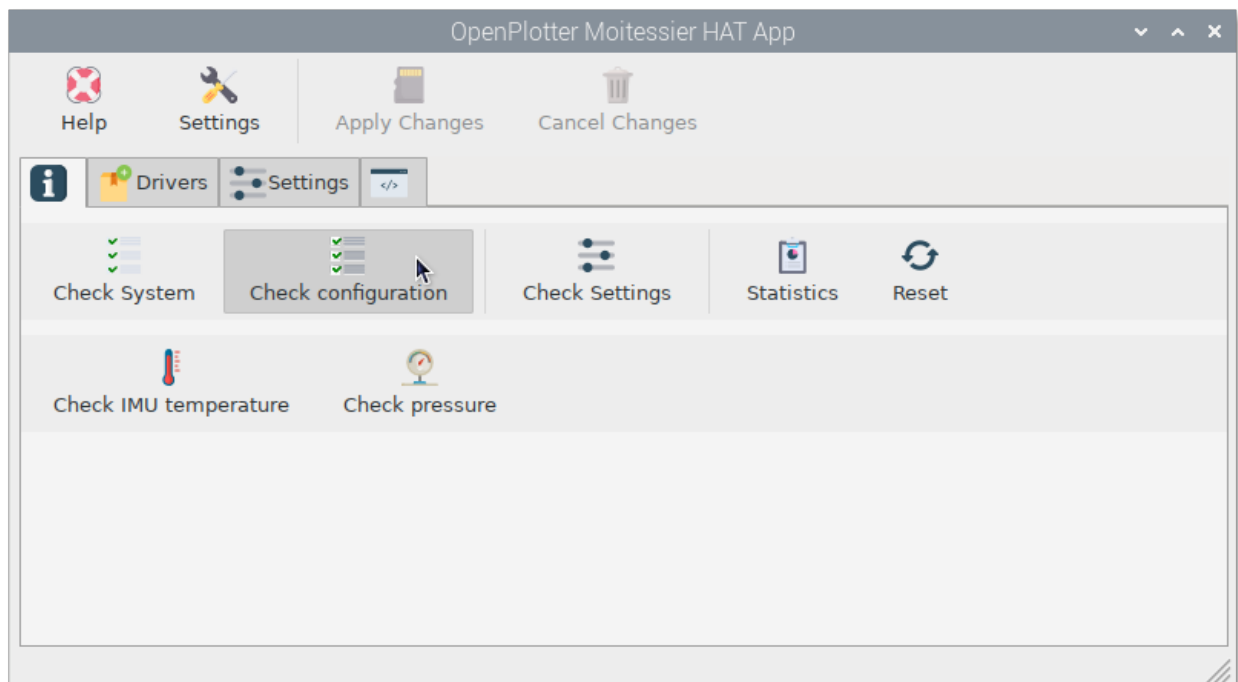 OpenPlotter Moitessier HAT App
Help Settings Apply Changes Cancel Changes
i Drivers Settings </>
Check System Check configuration Check Settings Statistics Reset
Check IMU temperature Check pressure